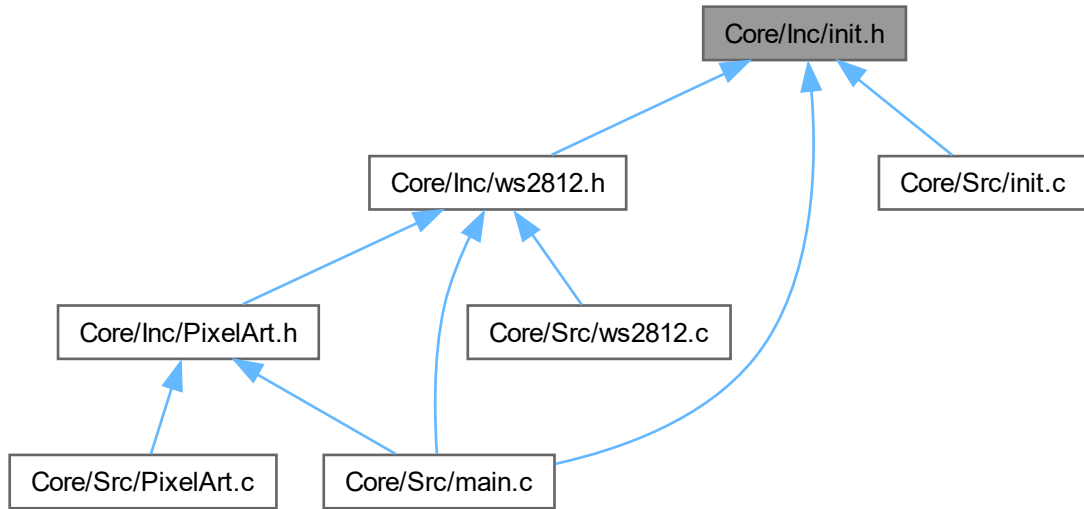 Core/Inc/init.h
Core/Inc/ws2812.h
Core/Src/init.c
Core/Inc/PixelArt.h
Core/Src/ws2812.c
Core/Src/PixelArt.c
Core/Src/main.c